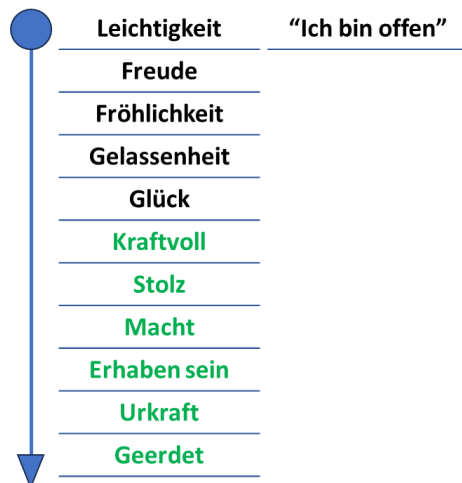 Leichtigkeit “Ich bin offen”
Freude
Fröhlichkeit
Gelassenheit
Glück
Kraftvoll
Stolz
Macht
Erhaben sein
Urkraft
Geerdet